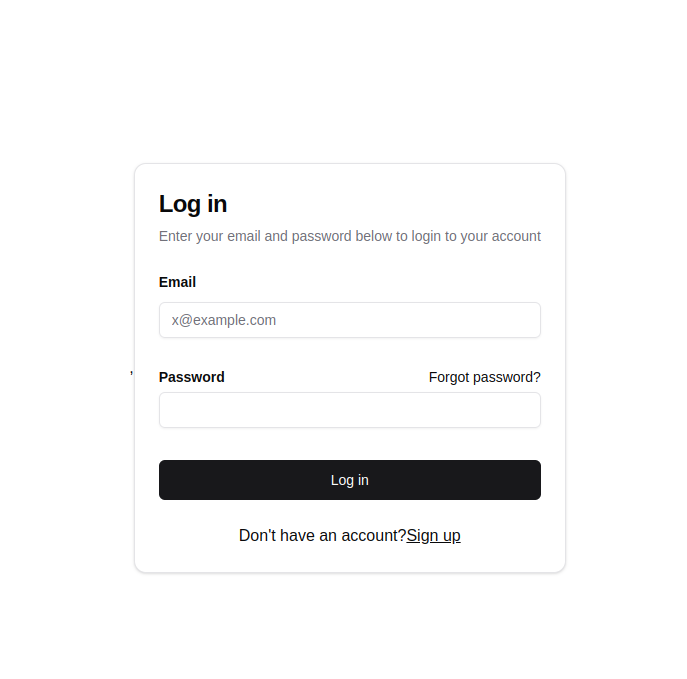 Log in
Enter your email and password below to login to your account
Email
x@example.com
,
Password Forgot password?
Log in
Don't have an account?Sign up